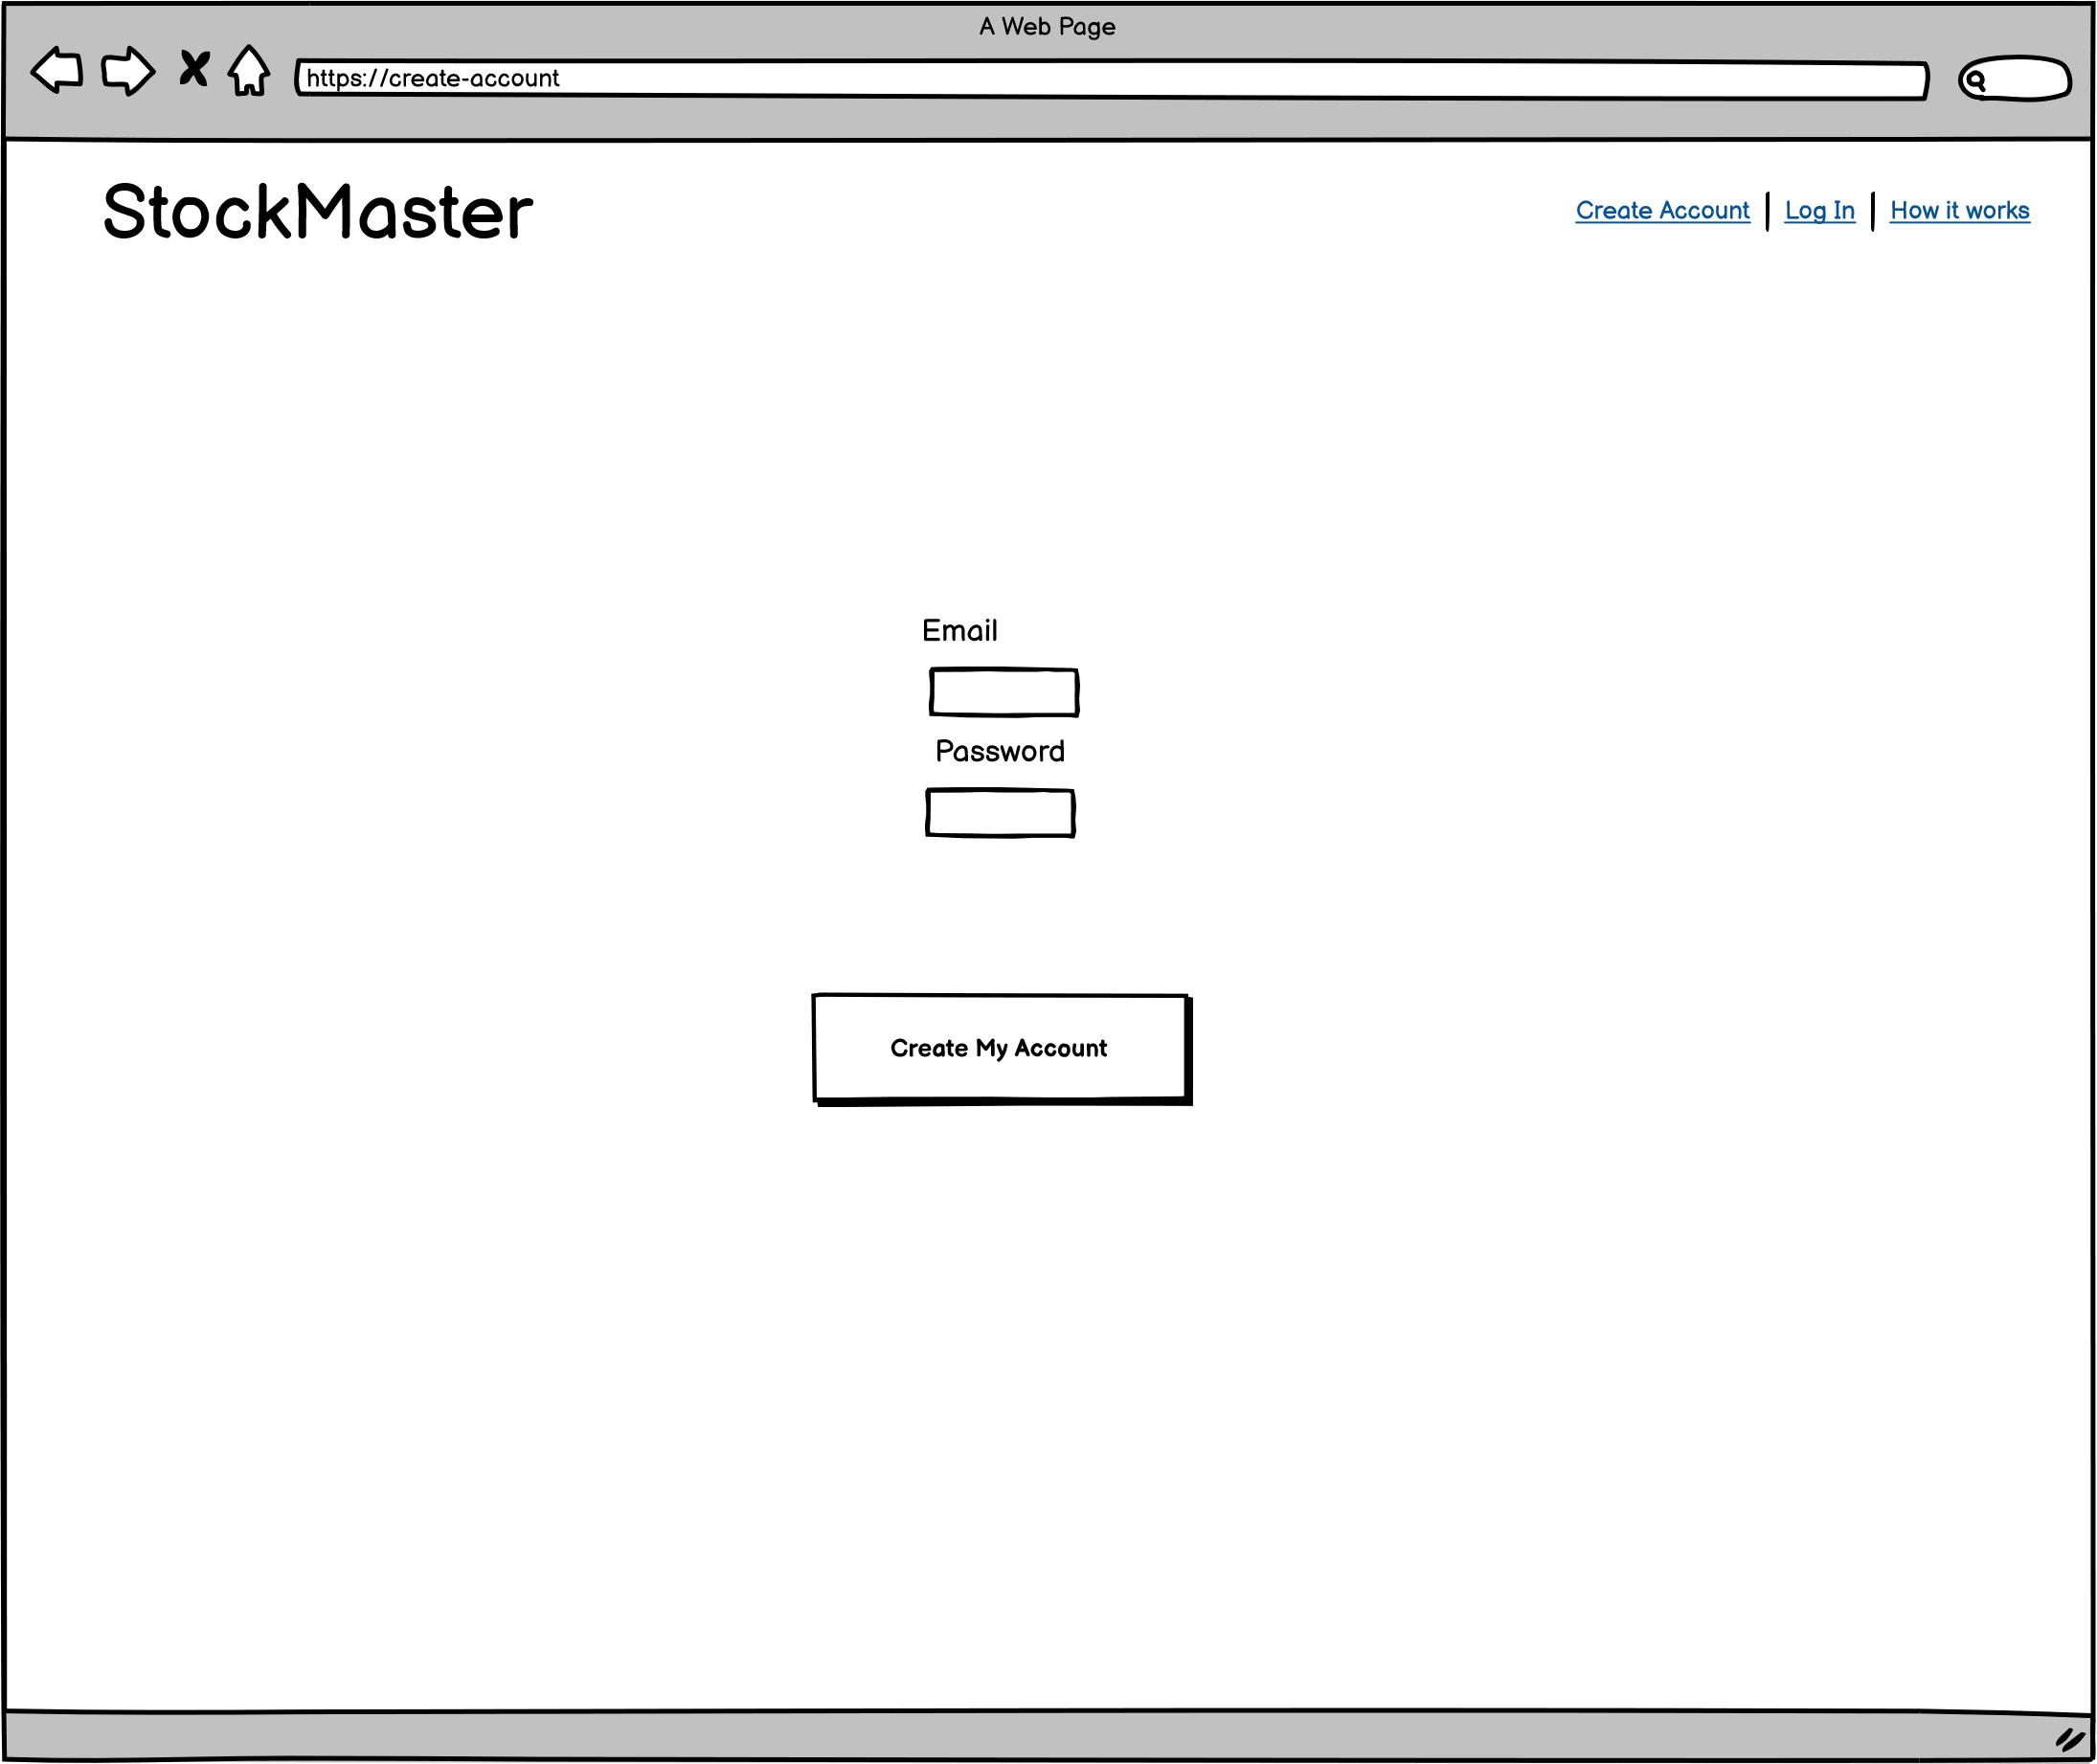 A Web Page
https://create-account
StockMaster
Create Account | Log In | How it works
Email
Password
Create My Account